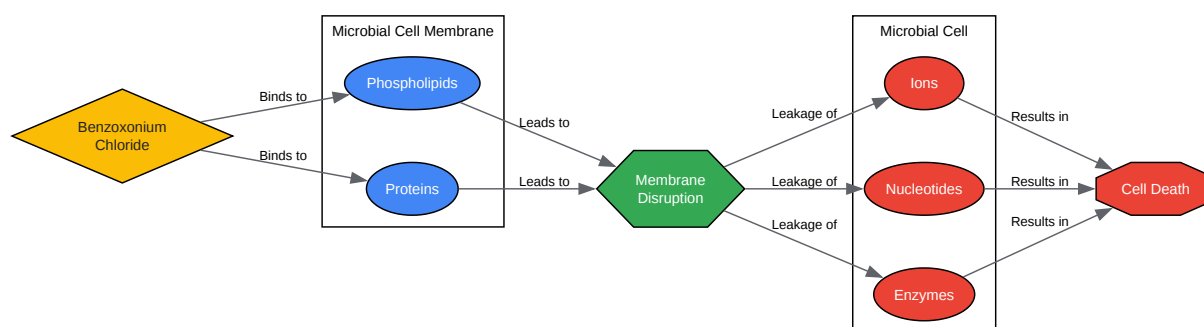 Microbial Cell Membrane
Microbial Cell
Benzoxonium
Chloride
Binds to
Binds to
Phospholipids
Proteins
Leads to
Leads to
Membrane
Disruption
Leakage of
Leakage of
Leakage of
Ions
Nucleotides
Enzymes
Results in
Results in
Results in
Cell Death